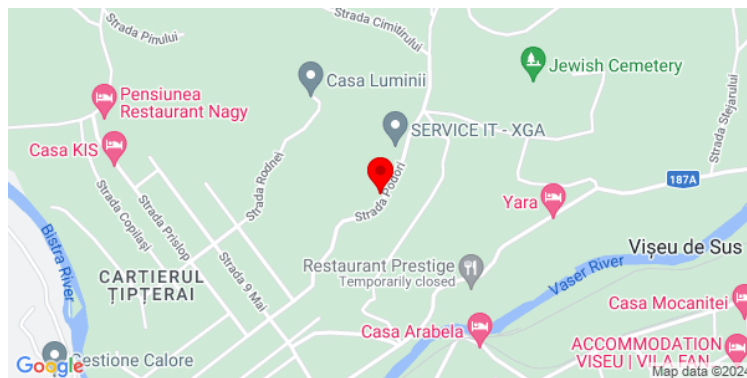 Strada Cimitirului
Strada Pinului
Jewish Cemetery
Casa Luminii
Pensiunea
Restaurant Nagy
SERVICE IT - XGA
Strada Stejarului
Casa KIS
187A
Strada Rodnei
Strada Podori
Yara
Strada Copilași
Strada Prislop
Bistra River
Vișeu de Sus
Strada 9 Mai
Restaurant Prestige
Temporarily closed
Vaser River
CARTIERUL
ȚIPȚERAI
Casa Mocanitei
Casa Arabela
ACCOMMODATION
VISEU | VILA FAN
Gestione Calore
Google
Map data ©2024